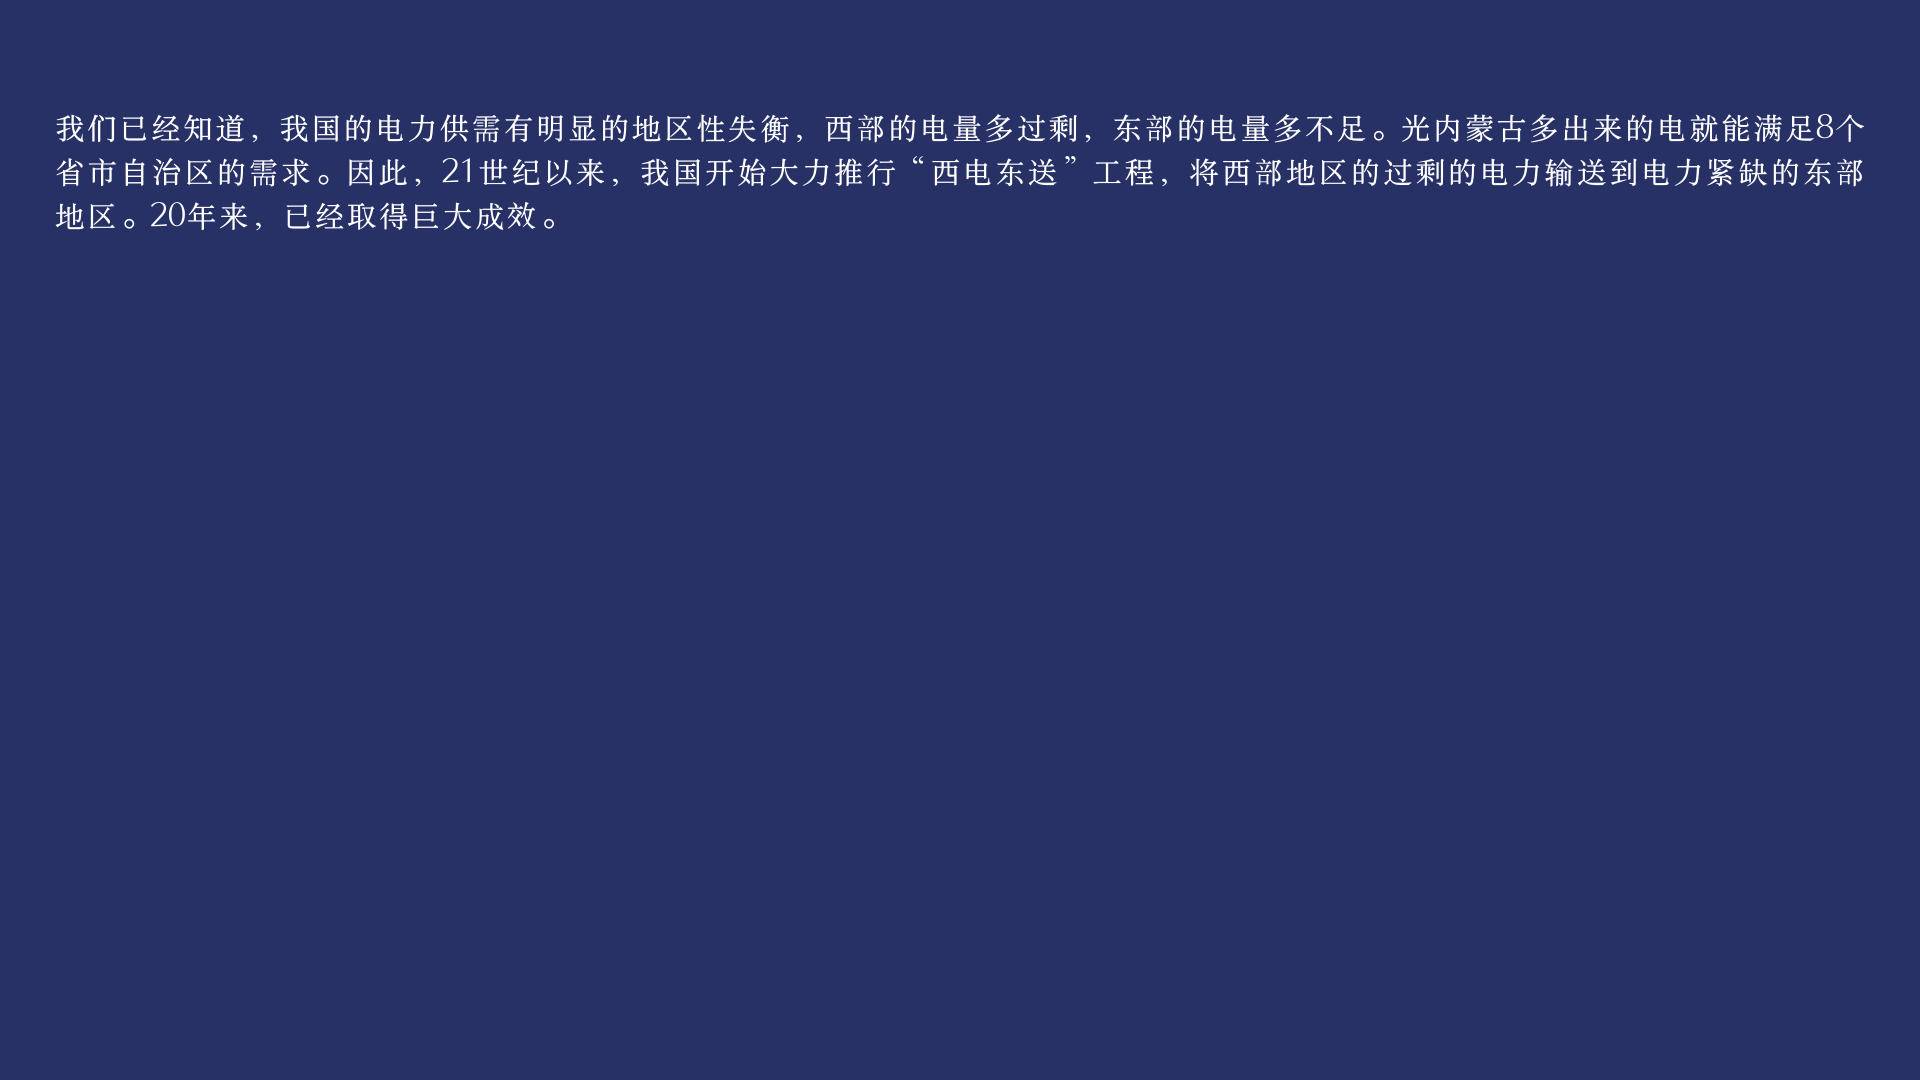 我们已经知道，我国的电力供需有明显的地区性失衡，西部的电量多过剩，东部的电量多不足。光内蒙古多出来的电就能满足8个
省市自治区的需求。因此，21世纪以来，我国开始大力推行“西电东送”工程，将西部地区的过剩的电力输送到电力紧缺的东部
地区。20年来，已经取得巨大成效。